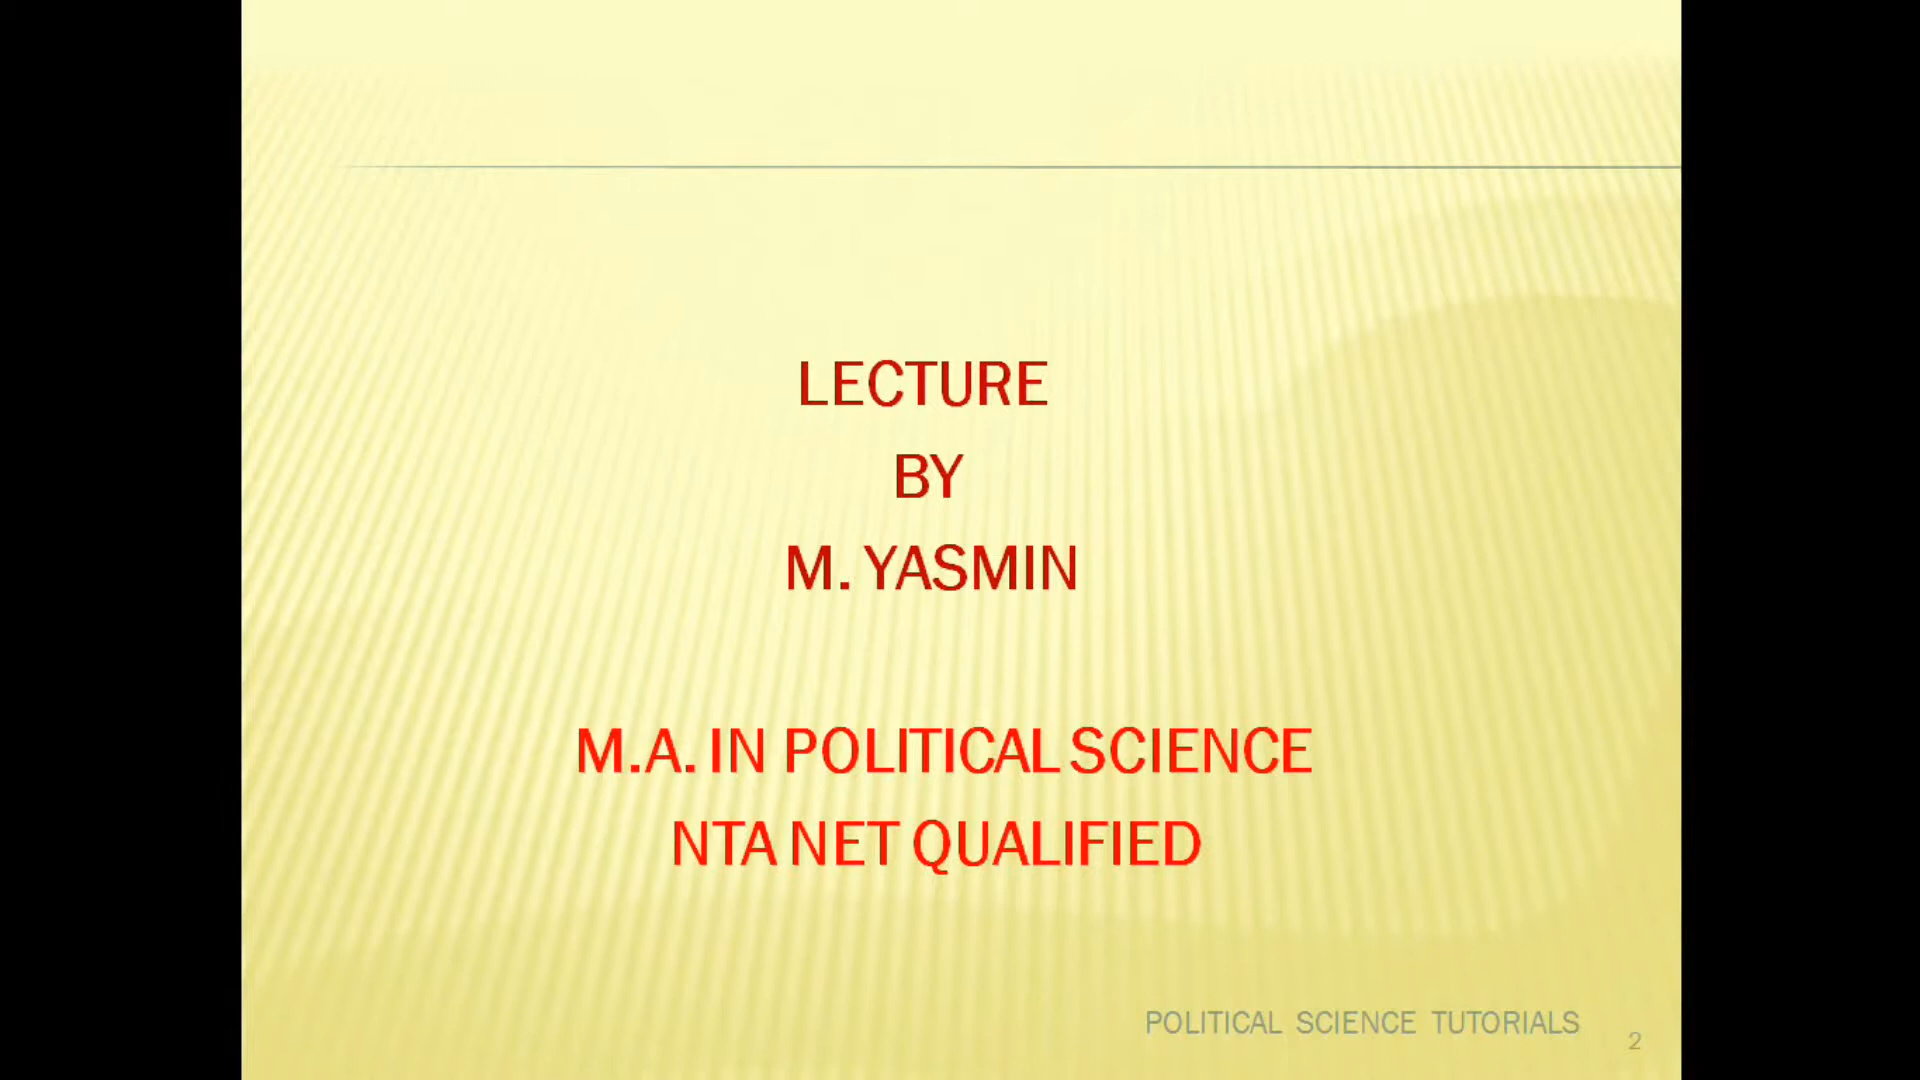 LECTURE
BY
M. YASMIN
M.A. IN POLITICAL SCIENCE
NTA NET QUALIFIED
POLITICAL SCIENCE TUTORIALS
2